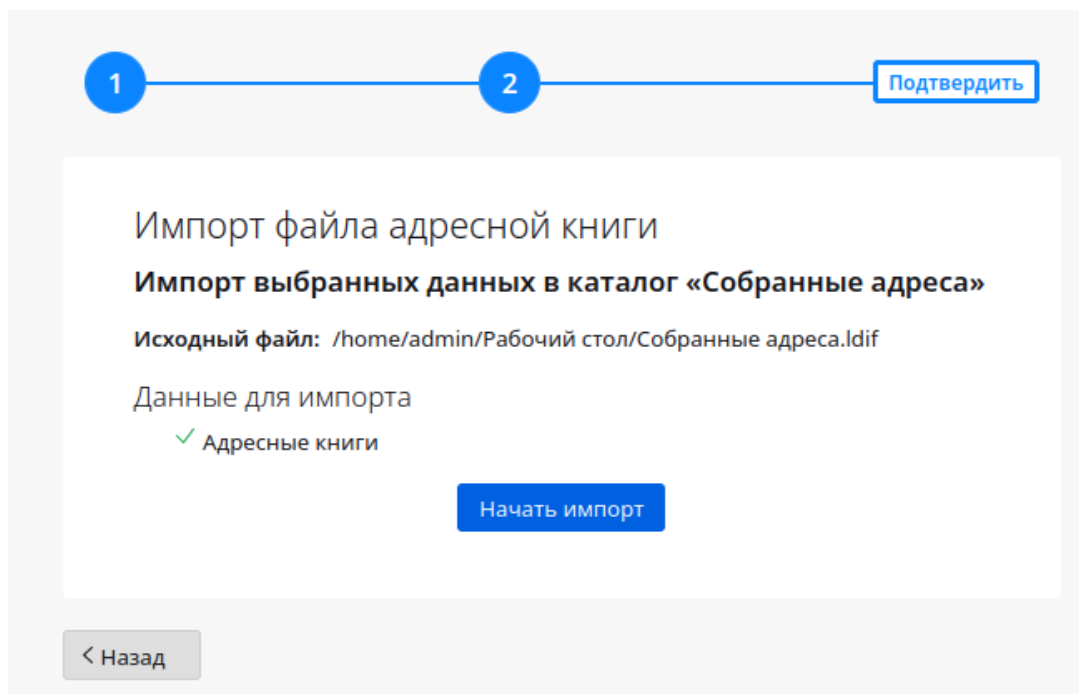 1
2
Подтвердить
Импорт файла адресной книги
Импорт выбранных данных в каталог «Собранные адреса»
Исходный файл: /home/admin/Рабочий стол/Собранные адреса.ldif
Данные для импорта
Адресные книги
Начать импорт
Назад